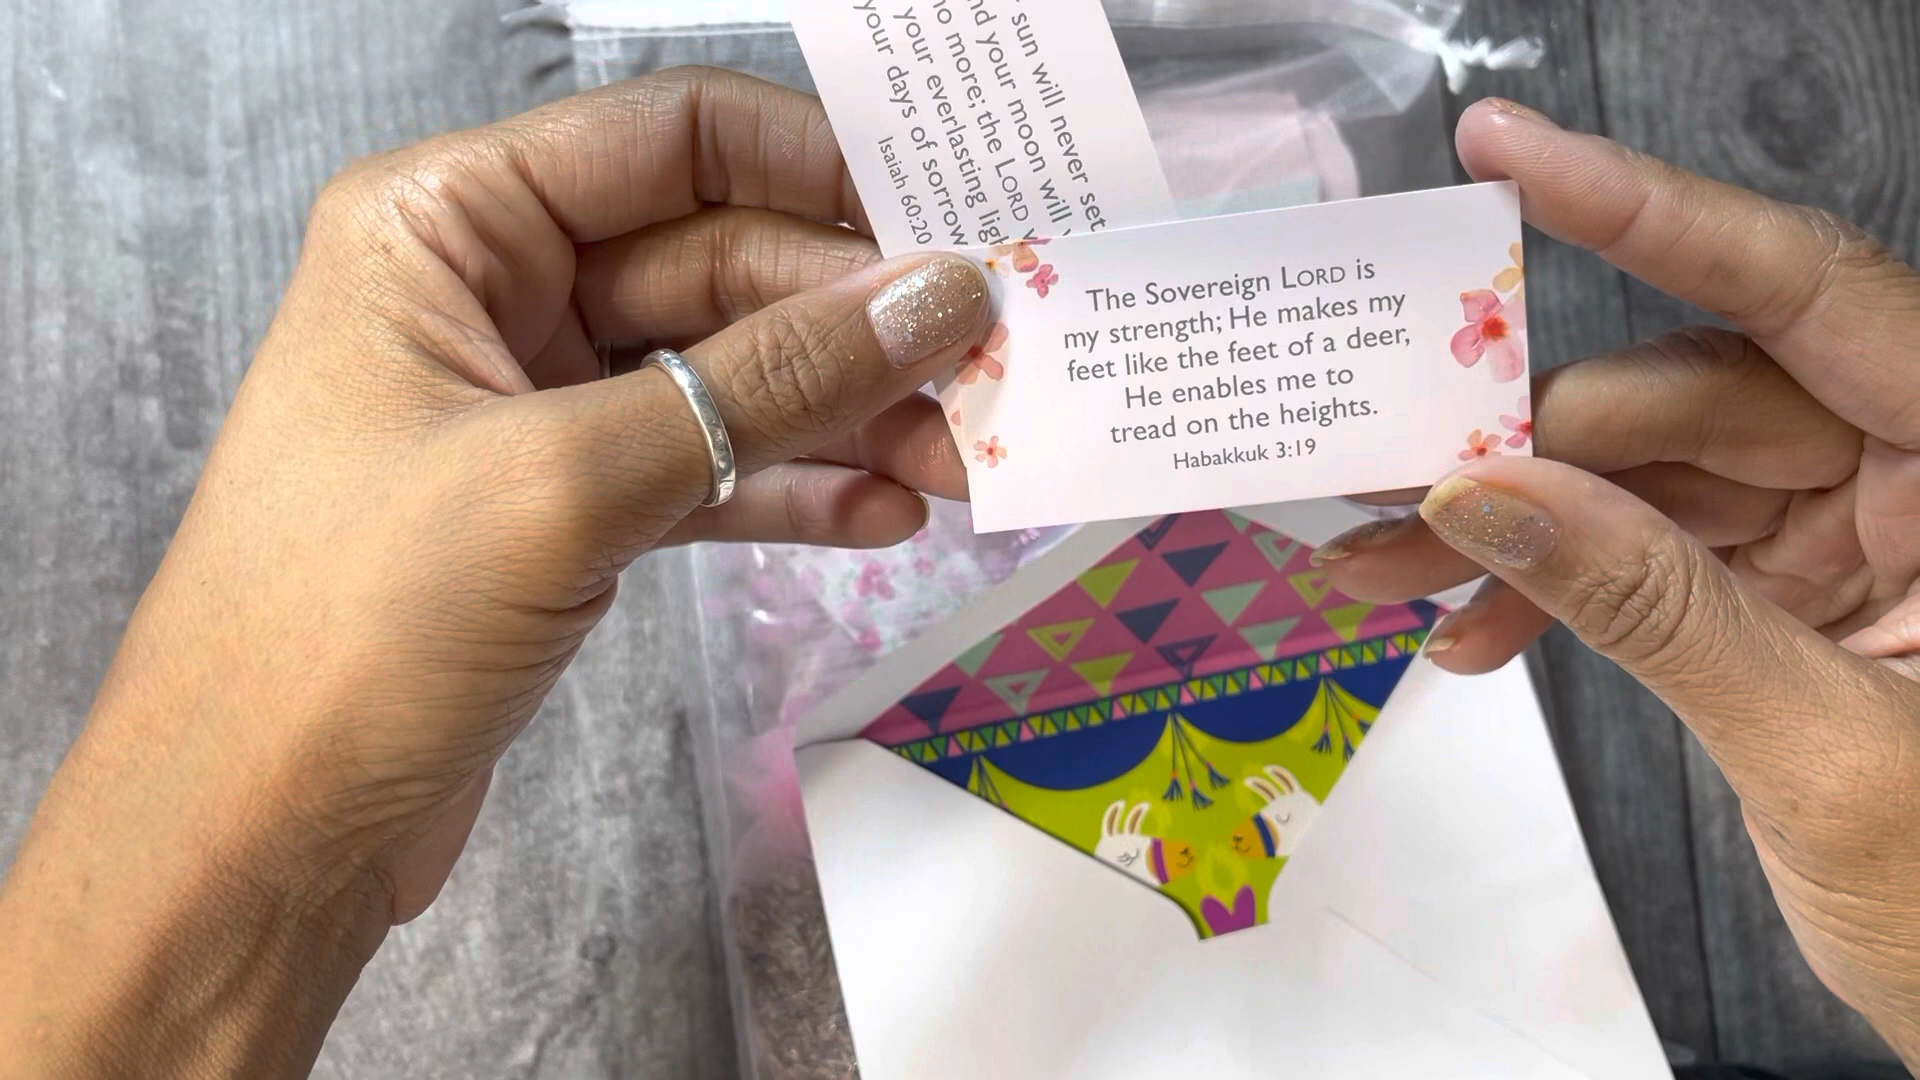 sun will never set
nd your moon will
no more; the LORD
your everlasting
your days of sorrow
Isaiah 60:20
The Sovereign LORD is
my strength; He makes my
feet like the feet of a deer,
He enables me to
tread on the heights.
Habakkuk 3:19